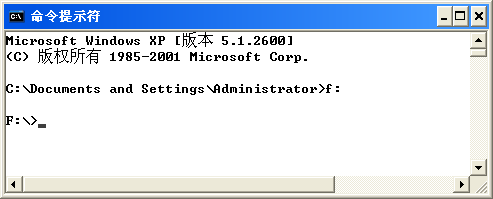 命令提示符
Microsoft Windows XP [版本 5.1.2600]
(C) 版权所有 1985-2001 Microsoft Corp.
C:\Documents and Settings\Administrator>f:
F:\>